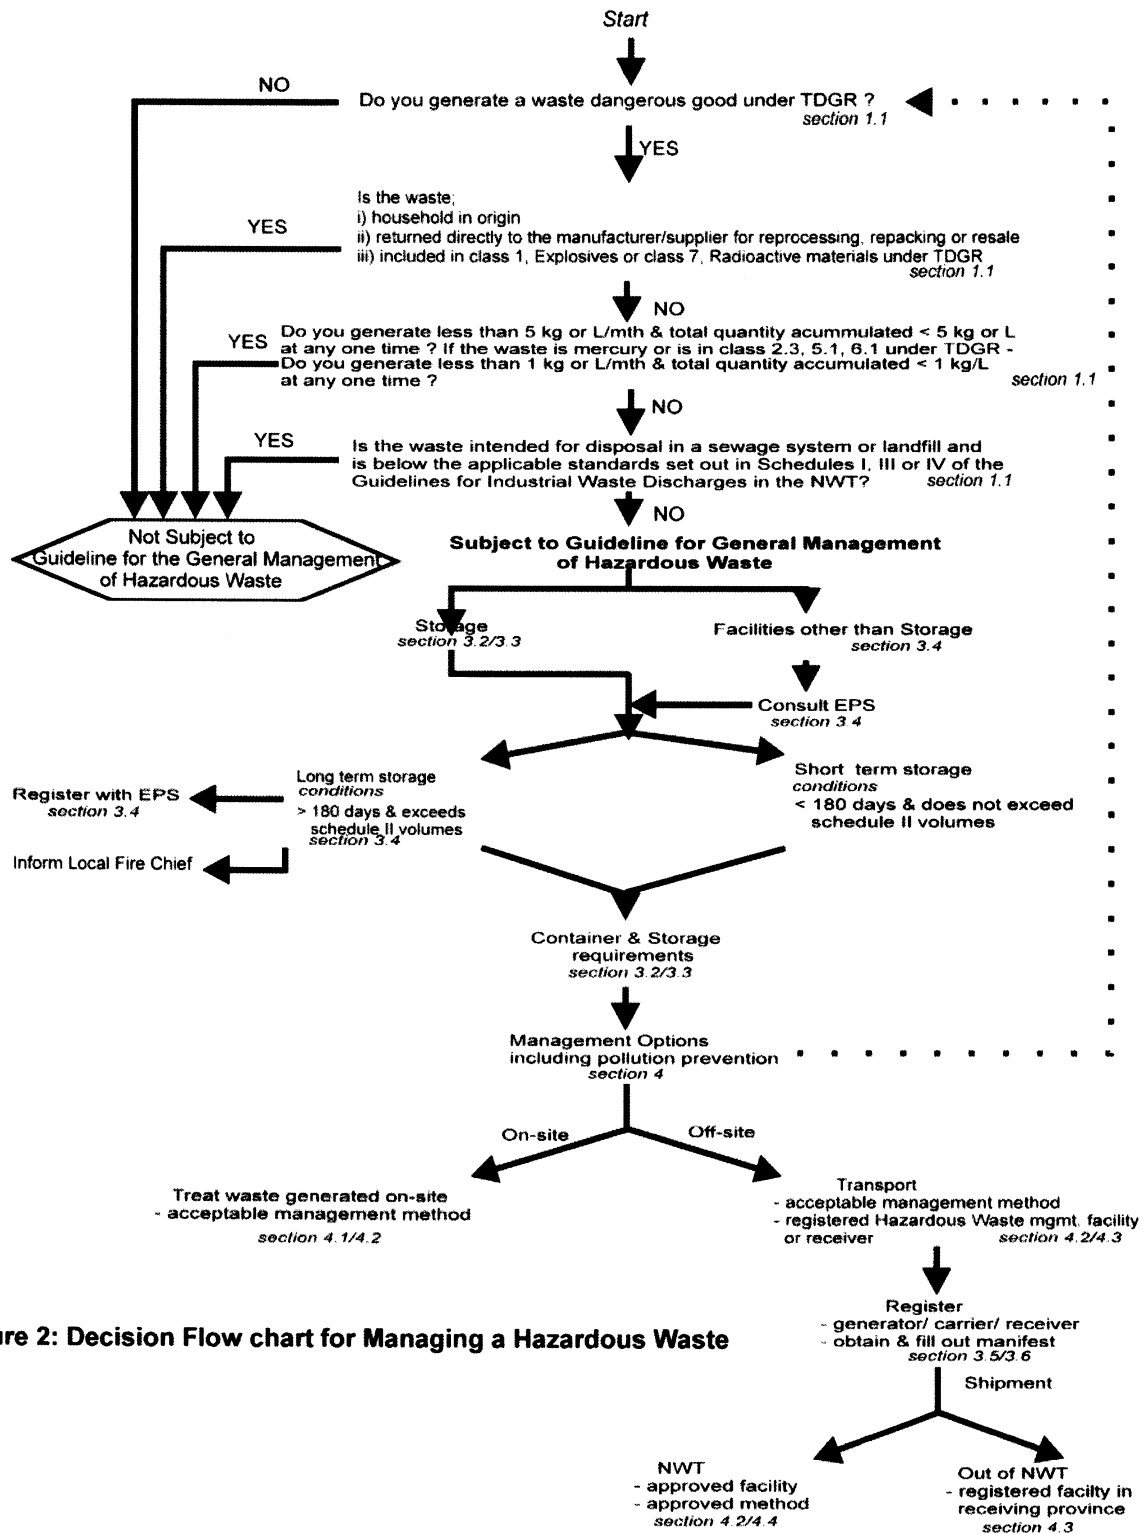 Start
NO
Do you generate a waste dangerous good under TDGR ?
section 1.1
YES
Is the waste;
i) household in origin
YES
ii) returned directly to the manufacturer/supplier for reprocessing, repacking or resale
iii) included in class 1, Explosives or class 7, Radioactive materials under TDGR
section 1.1
NO
Do you generate less than 5 kg or L/mth & total quantity acummulated < 5 kg or L
YES
at any one time ? If the waste is mercury or is in class 2.3, 5.1, 6.1 under TDGR -
Do you generate less than 1 kg or L/mth & total quantity accumulated < 1 kg/L
at any one time ?
section 1.1
NO
YES
Is the waste intended for disposal in a sewage system or landfill and
is below the applicable standards set out in Schedules I, III or IV of the
Guidelines for Industrial Waste Discharges in the NWT?
section 1.1
NO
Not Subject to
Guideline for the General Management
of Hazardous Waste
Subject to Guideline for General Management
of Hazardous Waste
Storage
section 3.2/3.3
Facilities other than Storage
section 3.4
Consult EPS
section 3.4
Long term storage
conditions
> 180 days & exceeds
schedule II volumes
section 3.4
Short term storage
conditions
< 180 days & does not exceed
schedule II volumes
Register with EPS
section 3.4
Inform Local Fire Chief
Container & Storage
requirements
section 3.2/3.3
Management Options
including pollution prevention
section 4
On-site
Off-site
Treat waste generated on-site
- acceptable management method
section 4.1/4.2
Transport
- acceptable management method
- registered Hazardous Waste mgmt. facility
or receiver
section 4.2/4.3
Register
- generator/ carrier/ receiver
- obtain & fill out manifest
section 3.5/3.6
ure 2: Decision Flow chart for Managing a Hazardous Waste
Shipment
NWT
- approved facility
- approved method
section 4.2/4.4
Out of NWT
- registered facilty in
receiving province
section 4.3